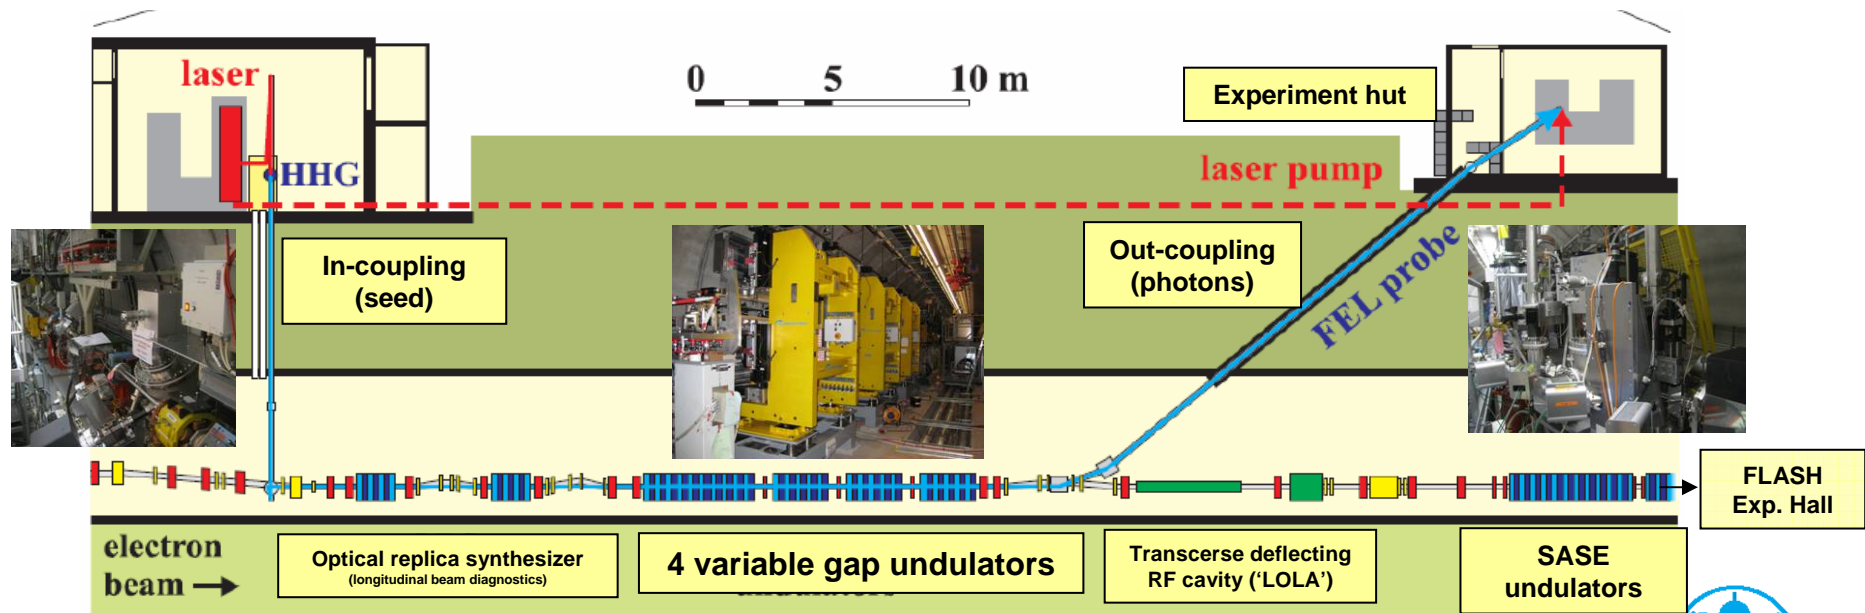 laser
0 5 10 m
Experiment hut
HHG
laser pump
In-coupling
(seed)
Out-coupling
(photons)
FEL probe
FLASH
Exp. Hall
electron
beam
Optical replica synthesizer
(longitudinal beam diagnostics)
4 variable gap undulators
Transcerse deflecting
RF cavity (‘LOLA’)
SASE
undulators